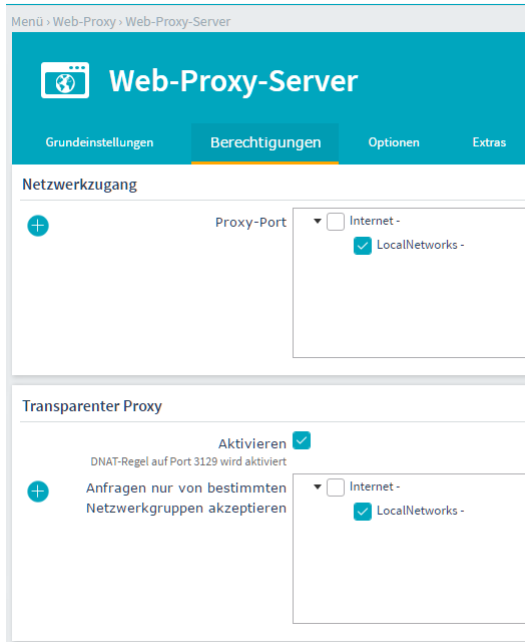 Menü › Web-Proxy › Web-Proxy-Server
Web-Proxy-Server
Grundeinstellungen Berechtigungen Optionen Extras
Netzwerkzugang
Proxy-Port
Internet -
LocalNetworks -
Transparenter Proxy
Aktivieren
DNAT-Regel auf Port 3129 wird aktiviert
Anfragen nur von bestimmten
Netzwerkgruppen akzeptieren
Internet -
LocalNetworks -